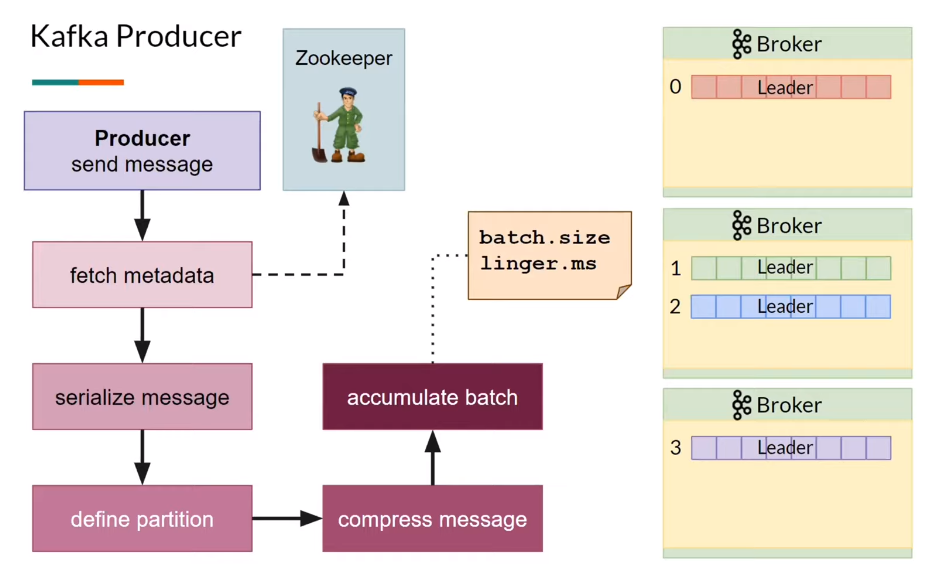 Kafka Producer
Zookeeper
Producer
send message
fetch metadata
serialize message
define partition
compress message
accumulate batch
batch.size
linger.ms
Broker
0 Leader
Broker
1 Leader
2 Leader
Broker
3 Leader